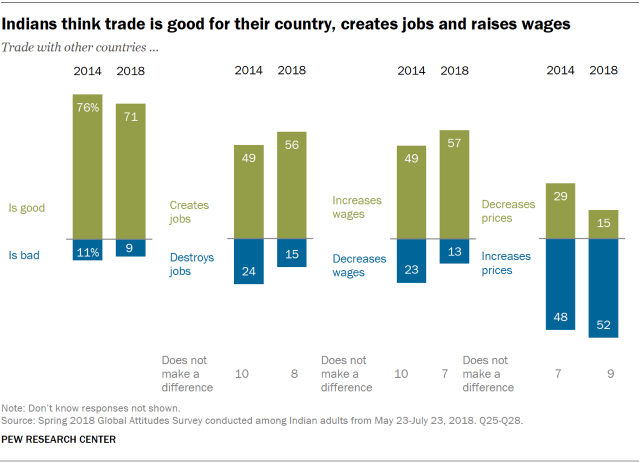 Indians think trade is good for their country, creates jobs and raises wages
Trade with other countries ...
2014 2018 2014 2018 2014 2018 2014 2018
76% 71 49 56 49 57 29 15
Is good
Creates
jobs
Increases
wages
Decreases
prices
Is bad
Destroys
jobs
Decreases
wages
Increases
prices
11% 9 24 15 23 13 48 52
Does not
make a
difference
10 8
Does not
make a
difference
10 7
Does not
make a
difference
7 9
Note: Don't know responses not shown.
Source: Spring 2018 Global Attitudes Survey conducted among Indian adults from May 23-July 23, 2018. Q25-Q28.
PEW RESEARCH CENTER